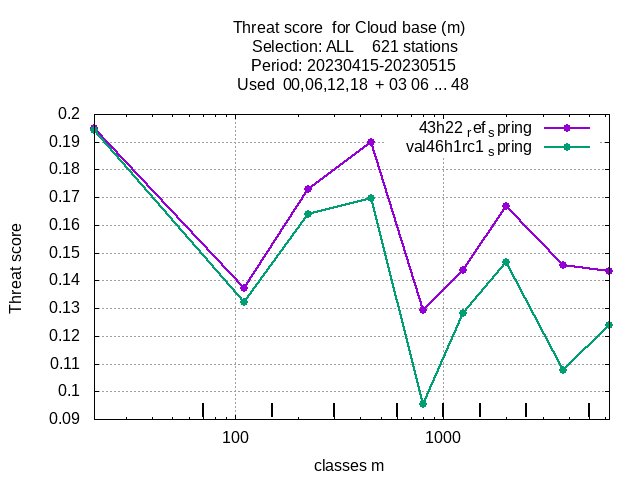 Threat score for Cloud base (m)
Selection: ALL 621 stations
Period: 20230415-20230515
Used 00,06,12,18 + 03 06 ... 48
43h22 ref spring
val46h1rc1 spring
Threat score
0.2
0.19
0.18
0.17
0.16
0.15
0.14
0.13
0.12
0.11
0.1
0.09
100
1000
classes m